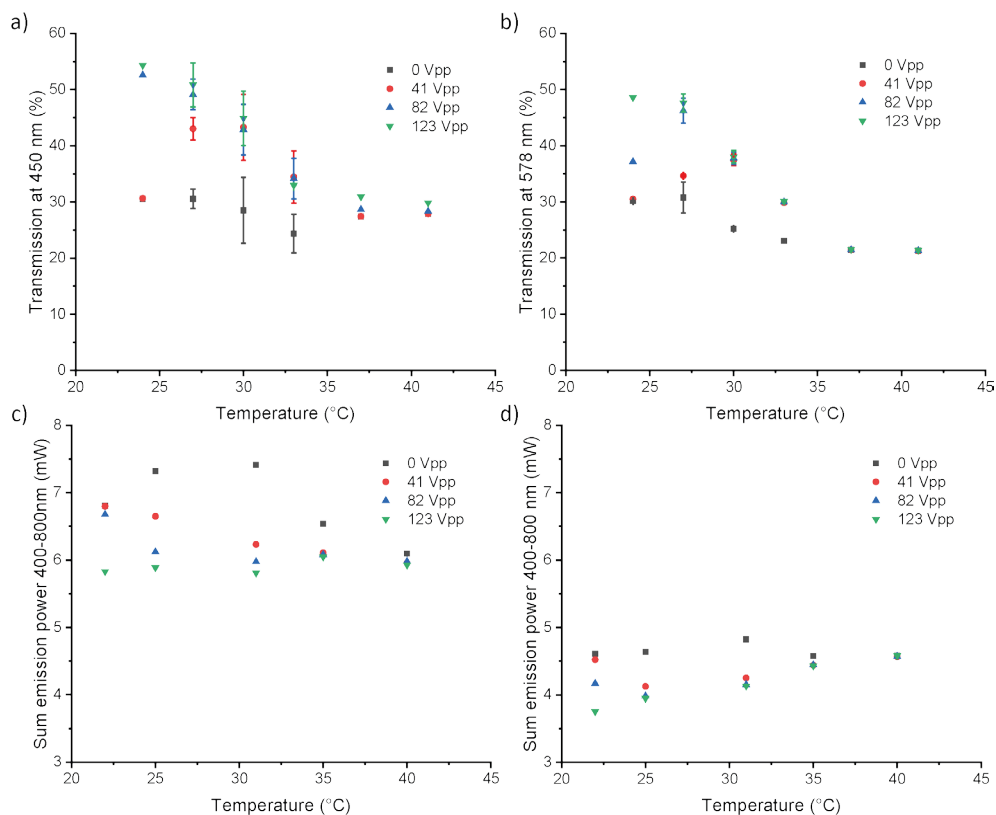 a)
60
50
40
30
20
10
0
Transmission at 450 nm (%)
0 Vpp
41 Vpp
82 Vpp
123 Vpp
20 25 30 35 40 45
Temperature (°C)
b)
60
50
40
30
20
10
0
Transmission at 578 nm (%)
0 Vpp
41 Vpp
82 Vpp
123 Vpp
20 25 30 35 40 45
Temperature (°C)
c)
8
7
6
5
4
3
Sum emission power 400-800nm (mW)
0 Vpp
41 Vpp
82 Vpp
123 Vpp
20 25 30 35 40 45
Temperature (°C)
d)
8
7
6
5
4
3
Sum emission power 400-800 nm (mW)
0 Vpp
41 Vpp
82 Vpp
123 Vpp
20 25 30 35 40 45
Temperature (°C)